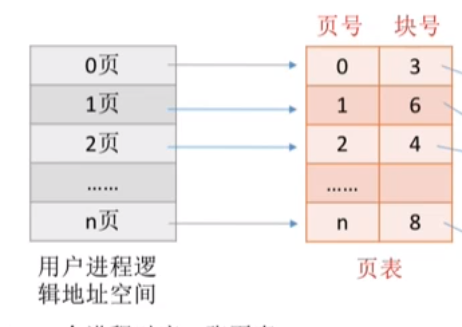 页号 块号
0页 0 3
1页 1 6
2页 2 4
...... ......
n页 n 8
用户进程逻
辑地址空间
页表